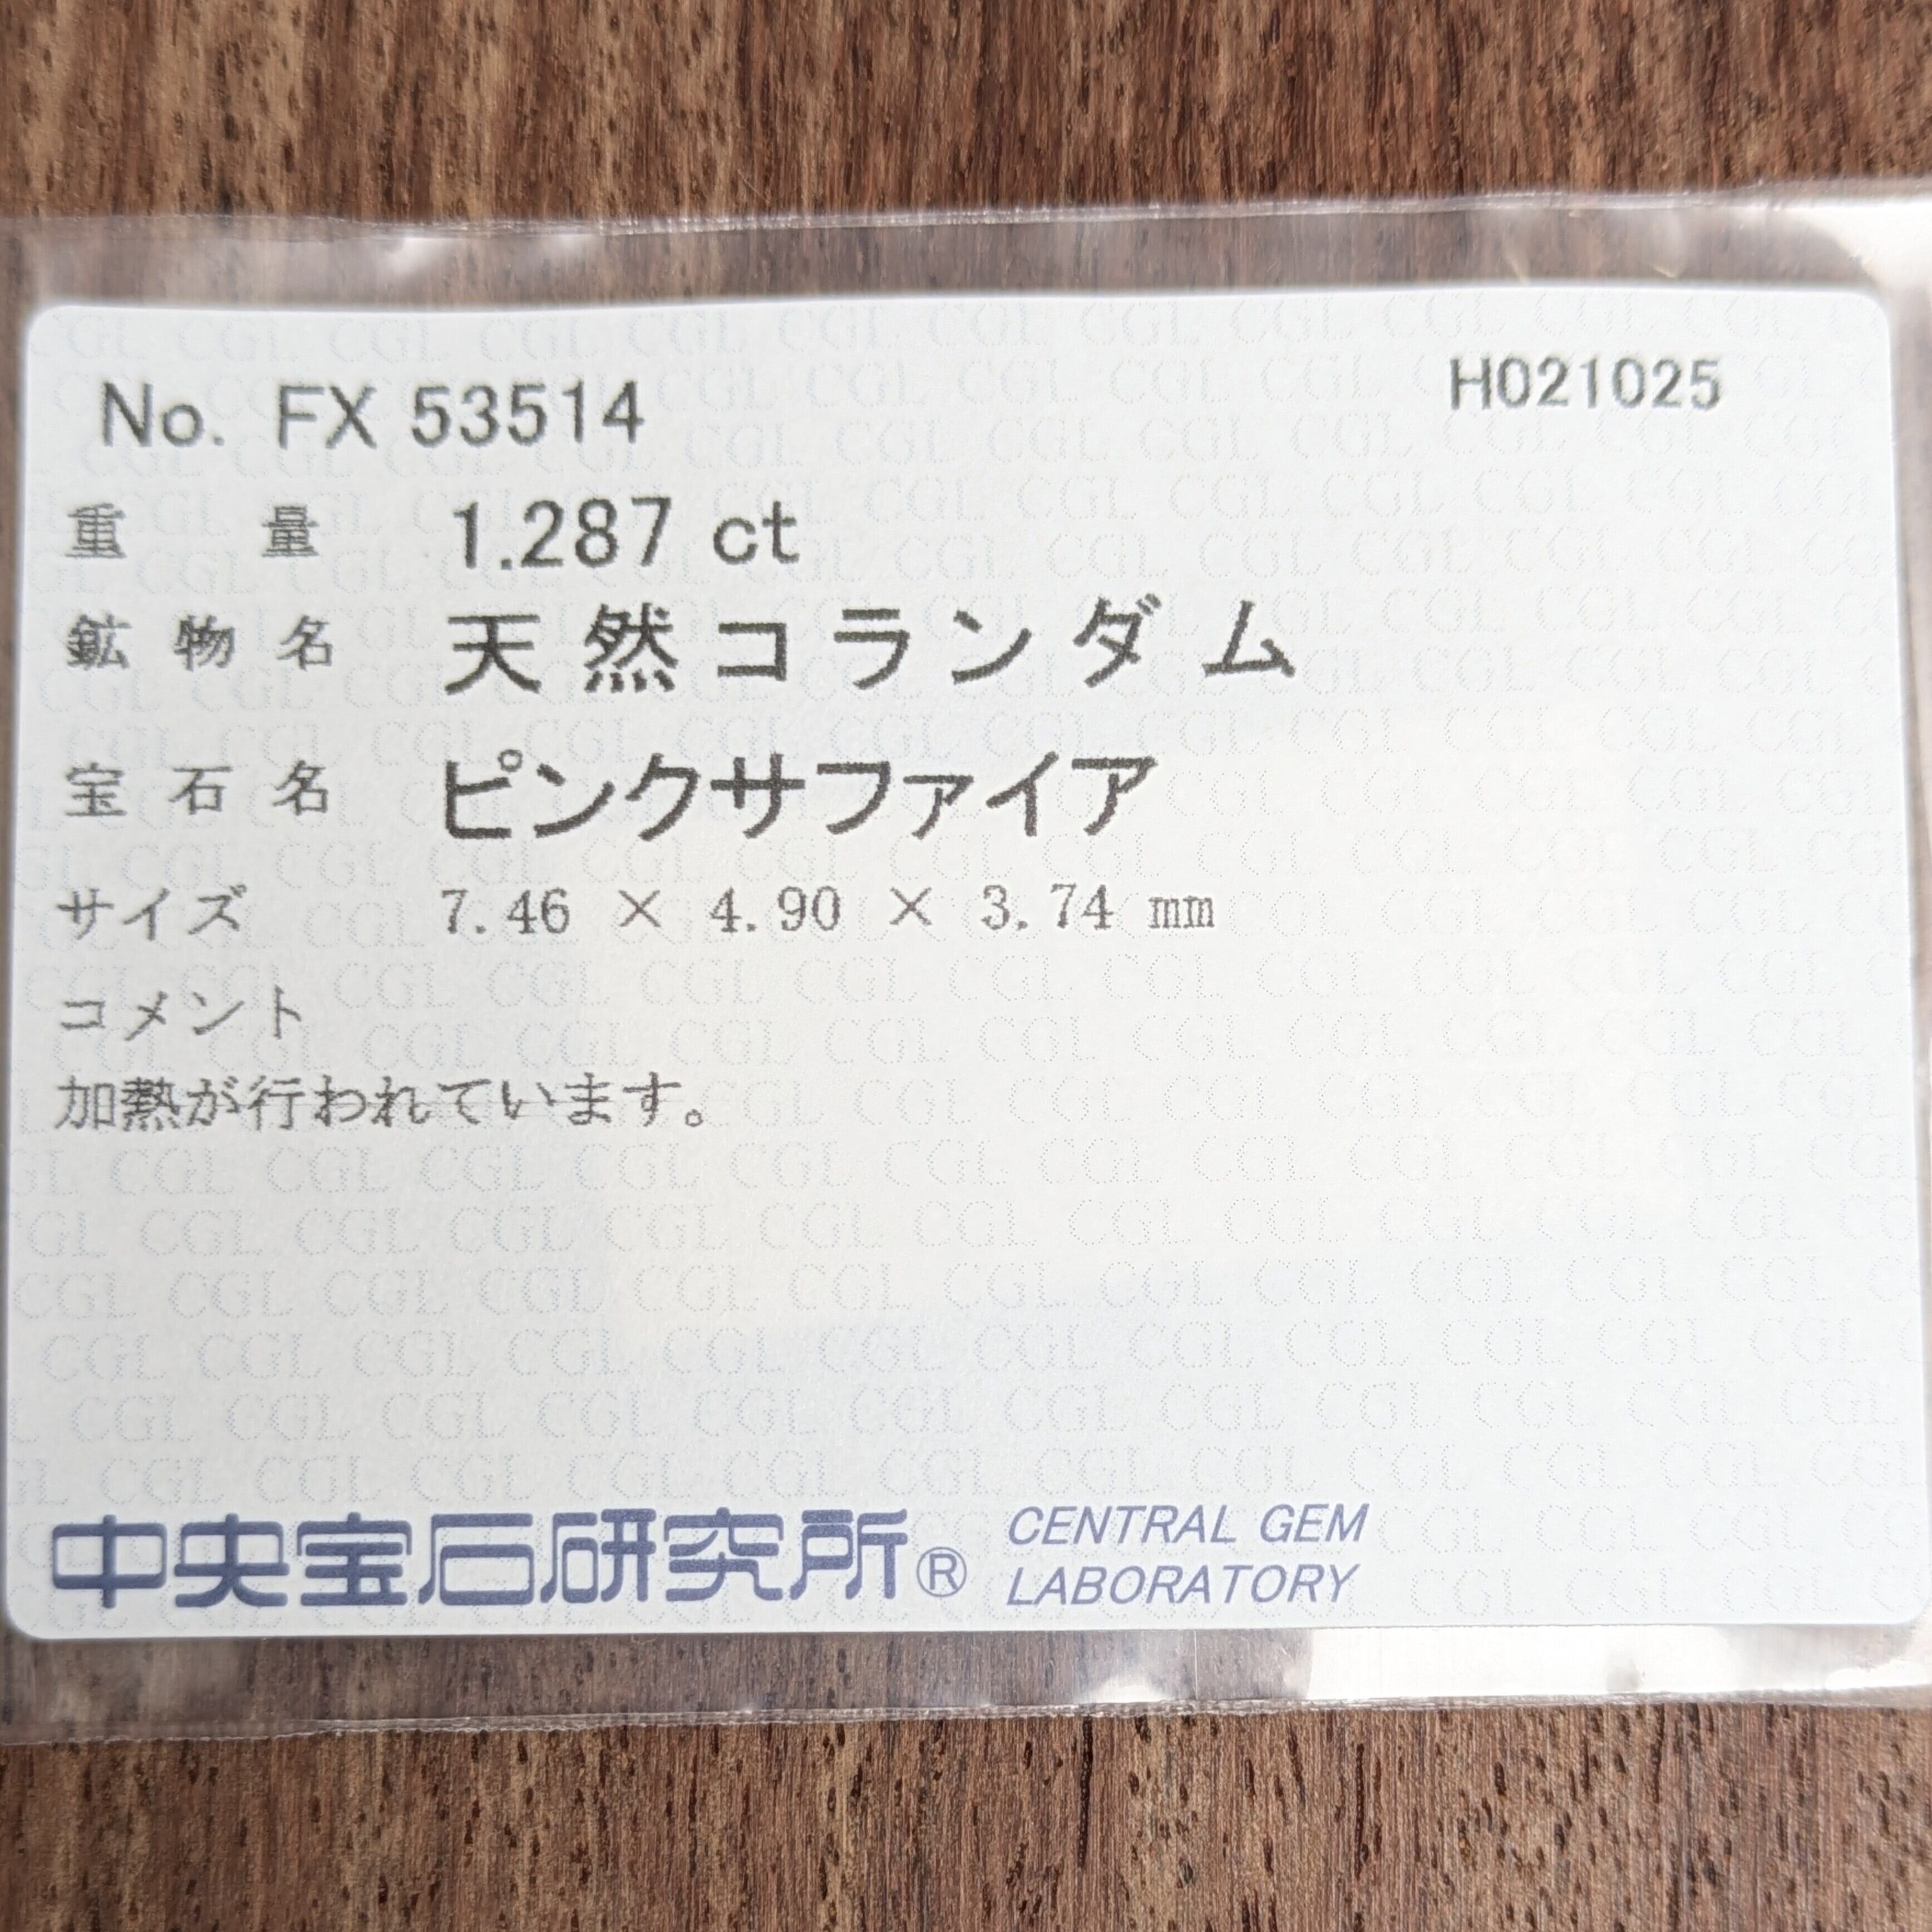 No. FX 53514 H021025
重量 1.287 ct
鉱物名 天然コランダム
宝石名 ピンクサファイア
サイズ 7.46 × 4.90 × 3.74 mm
コメント
加熱が行われています。
中央宝石研究所® CENTRAL GEM
LABORATORY